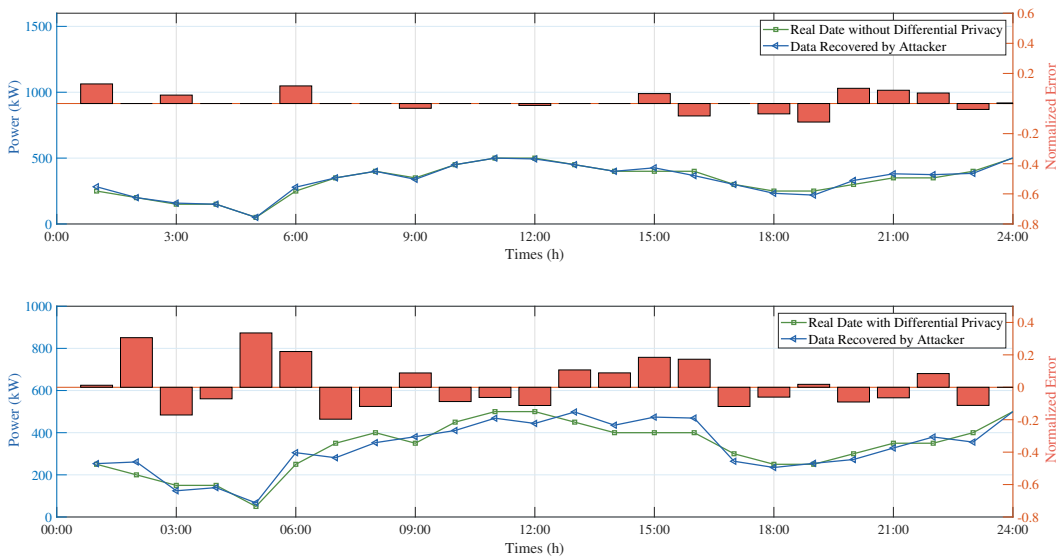 1500
1000
500
0
Power (kW)
Real Date without Differential Privacy
Data Recovered by Attacker
0.6
0.4
0.2
0
-0.2
-0.4
-0.6
-0.8
Normalized Error
0:00 3:00 6:00 9:00 12:00 15:00 18:00 21:00 24:00
Times (h)
1000
800
600
400
200
0
Power (kW)
Real Date with Differential Privacy
Data Recovered by Attacker
0.4
0.2
0
-0.2
-0.4
-0.6
-0.8
Normalized Error
00:00 03:00 06:00 09:00 12:00 15:00 18:00 21:00 24:00
Times (h)